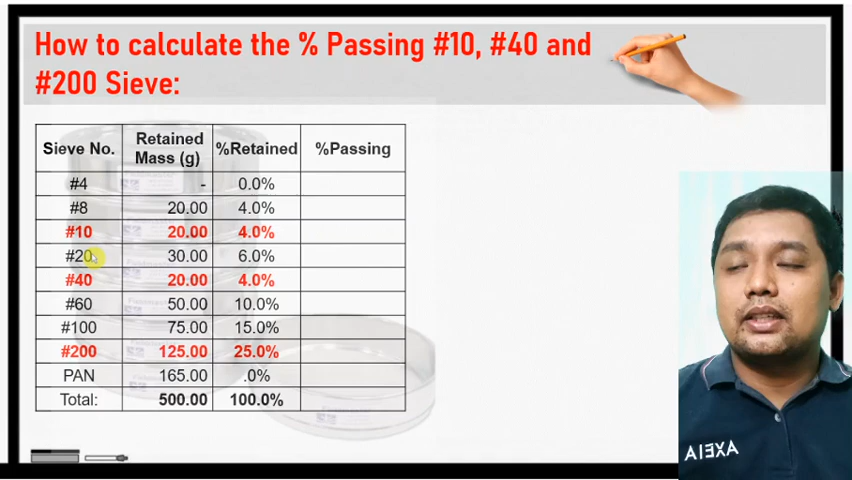 How to calculate the % Passing #10, #40 and
#200 Sieve:
Sieve No. Retained Mass (g) %Retained %Passing
#4 - 0.0%
#8 20.00 4.0%
#10 20.00 4.0%
#20 30.00 6.0%
#40 20.00 4.0%
#60 50.00 10.0%
#100 75.00 15.0%
#200 125.00 25.0%
PAN 165.00 .0%
Total: 500.00 100.0%
AXEIA